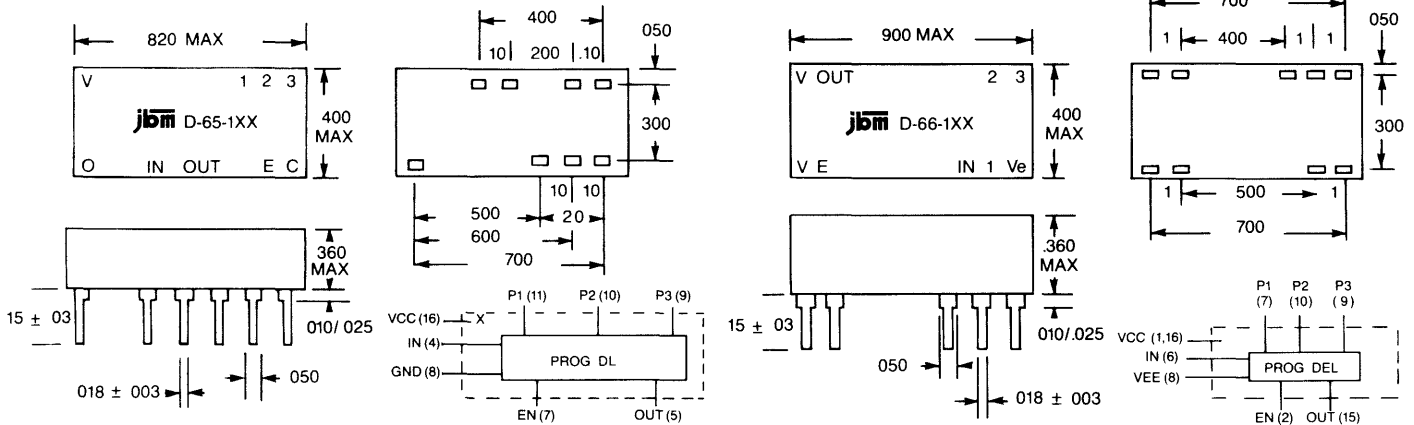 820 MAX
V 1 2 3
jbm D-65-1XX
O IN OUT E C
400 MAX
360 MAX
15 ± 03
010/025
018 ± 003
050
400
10 200 .10
050
300
10 10
500 20
600
700
P1 (11) P2 (10) P3 (9)
VCC (16) X
IN (4)
GND (8)
PROG DL
EN (7) OUT (5)
900 MAX
V OUT 2 3
jbm D-66-1XX
V E IN 1 Ve
400 MAX
.360 MAX
15 ± 03
010/.025
050
018 ± 003
700
1 400 1 1
050
300
1 500 1
700
P1 (7) P2 (10) P3 (9)
VCC (1,16)
IN (6)
VEE (8)
PROG DEL
EN (2) OUT (15)